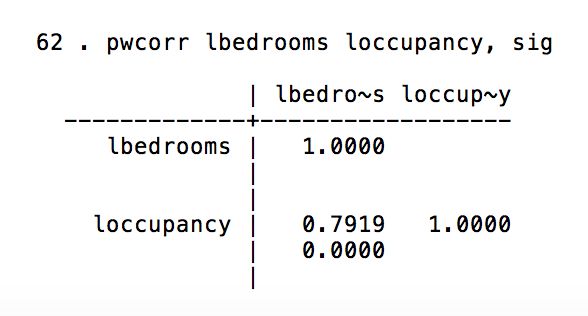 62 . pwcorr lbedrooms loccupancy, sig
| lbedro~s loccup~y
-------------+------------------
lbedrooms | 1.0000
|
|
loccupancy | 0.7919 1.0000
| 0.0000
|